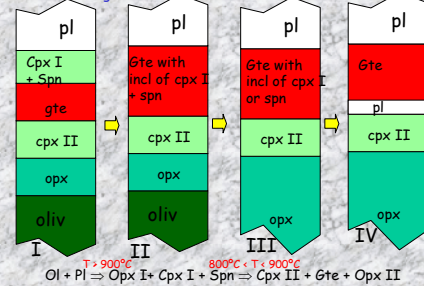 pl
Cpx I
+ Spn
gte
cpx II
opx
oliv
I
pl
Gte with
incl of cpx I
+ spn
cpx II
opx
oliv
II
pl
Gte with
incl of cpx I
or spn
cpx II
opx
III
pl
Gte
pl
cpx II
opx
IV
T > 900°C
800°C < T < 900°C
Ol + Pl ⇒ Opx I+ Cpx I + Spn ⇒ Cpx II + Gte + Opx II